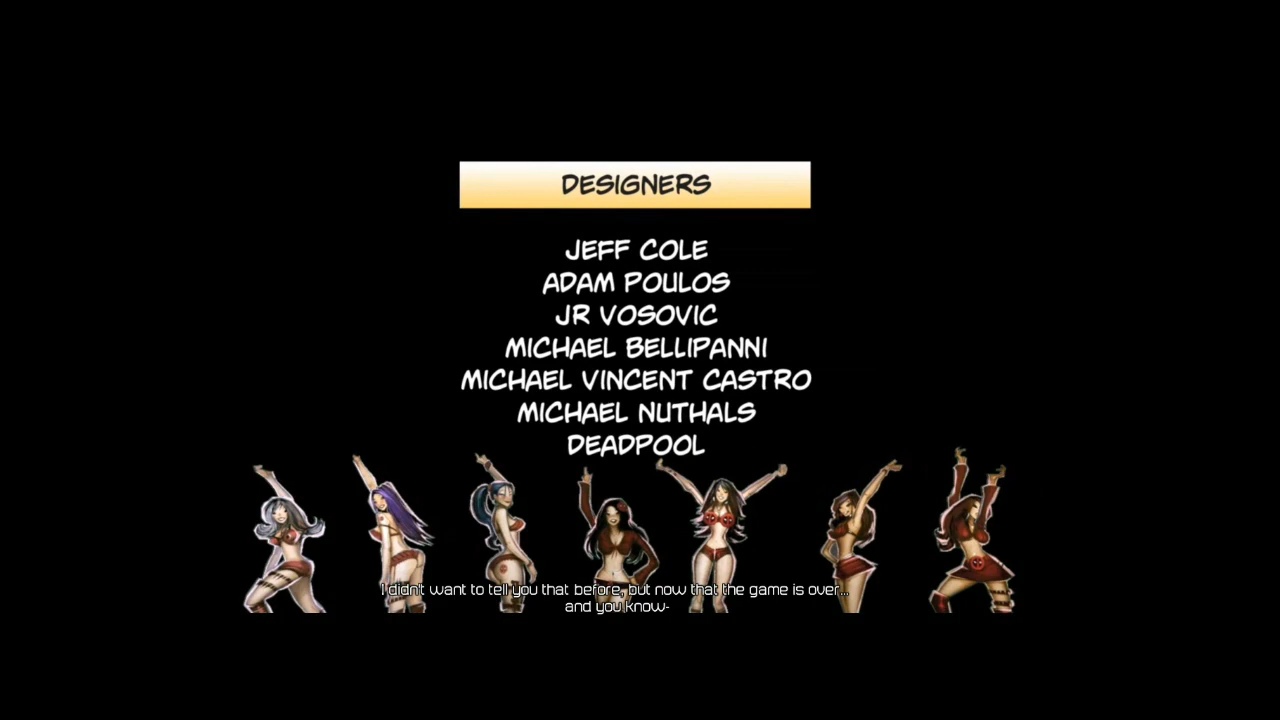 DESIGNERS
JEFF COLE
ADAM POULOS
JR VOSOVIC
MICHAEL BELLIPANNI
MICHAEL VINCENT CASTRO
MICHAEL NUTHALS
DEADPOOL
I didn't want to tell you that before, but now that the game is over...
and you know-